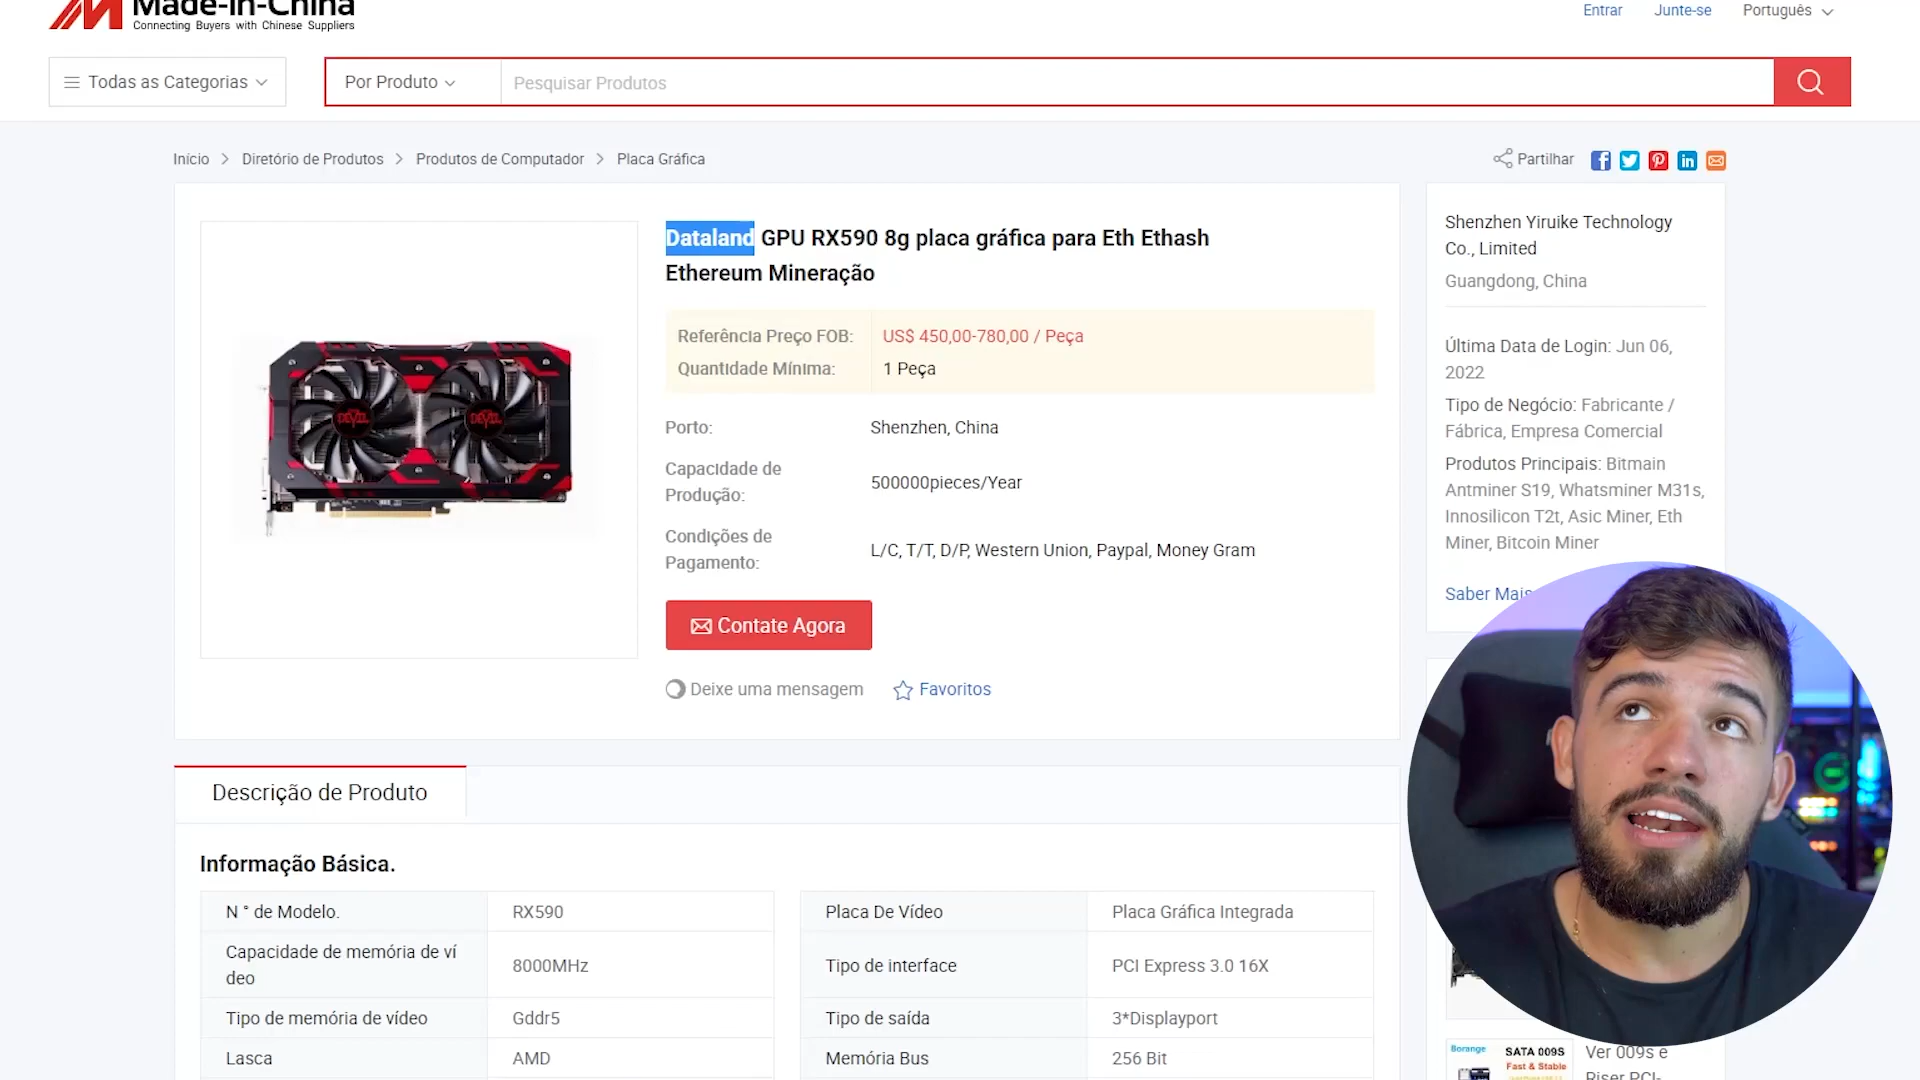 Made-in-China
Connecting Buyers with Chinese Suppliers
Entrar
Junte-se
Português
Todas as Categorias
Por Produto
Pesquisar Produtos
Início
Diretório de Produtos
Produtos de Computador
Placa Gráfica
Partilhar
Dataland GPU RX590 8g placa gráfica para Eth Ethash
Ethereum Mineração
Referência Preço FOB: US$ 450,00-780,00 / Peça
Quantidade Mínima: 1 Peça
Porto: Shenzhen, China
Capacidade de
Produção:
500000pieces/Year
Condições de
Pagamento:
L/C, T/T, D/P, Western Union, Paypal, Money Gram
Contate Agora
Deixe uma mensagem
Favoritos
DEVIL
DEVIL
Shenzhen Yiruike Technology
Co., Limited
Guangdong, China
Última Data de Login: Jun 06,
2022
Tipo de Negócio: Fabricante /
Fábrica, Empresa Comercial
Produtos Principais: Bitmain
Antminer S19, Whatsminer M31s,
Innosilicon T2t, Asic Miner, Eth
Miner, Bitcoin Miner
Saber Mais
Descrição de Produto
Informação Básica.
N ° de Modelo. RX590
Capacidade de memória de ví
deo
8000MHz
Tipo de memória de vídeo Gddr5
Lasca AMD
Placa De Vídeo Placa Gráfica Integrada
Tipo de interface PCI Express 3.0 16X
Tipo de saída 3*Displayport
Memória Bus 256 Bit
Borange
SATA 009S
Fast & Stable
Ver 009s e
Riser PCI-